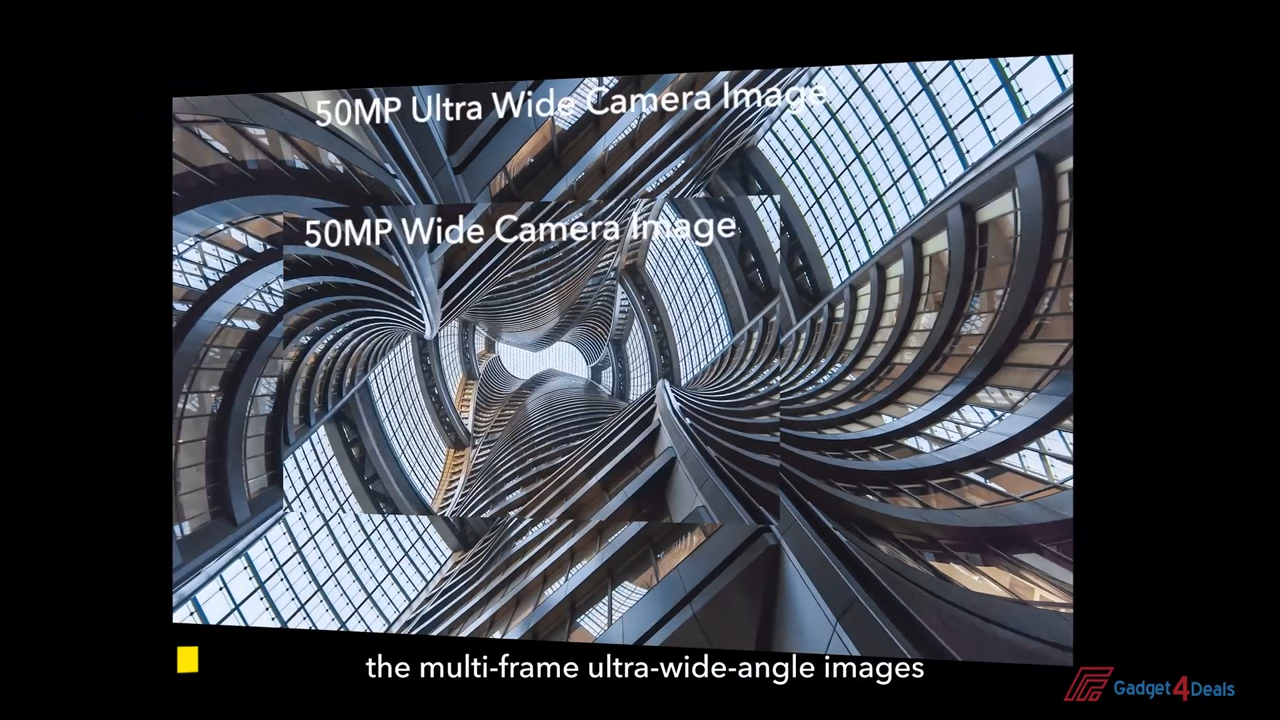 50MP Ultra Wide Camera Image
50MP Wide Camera Image
the multi-frame ultra-wide-angle images
Gadget4Deals